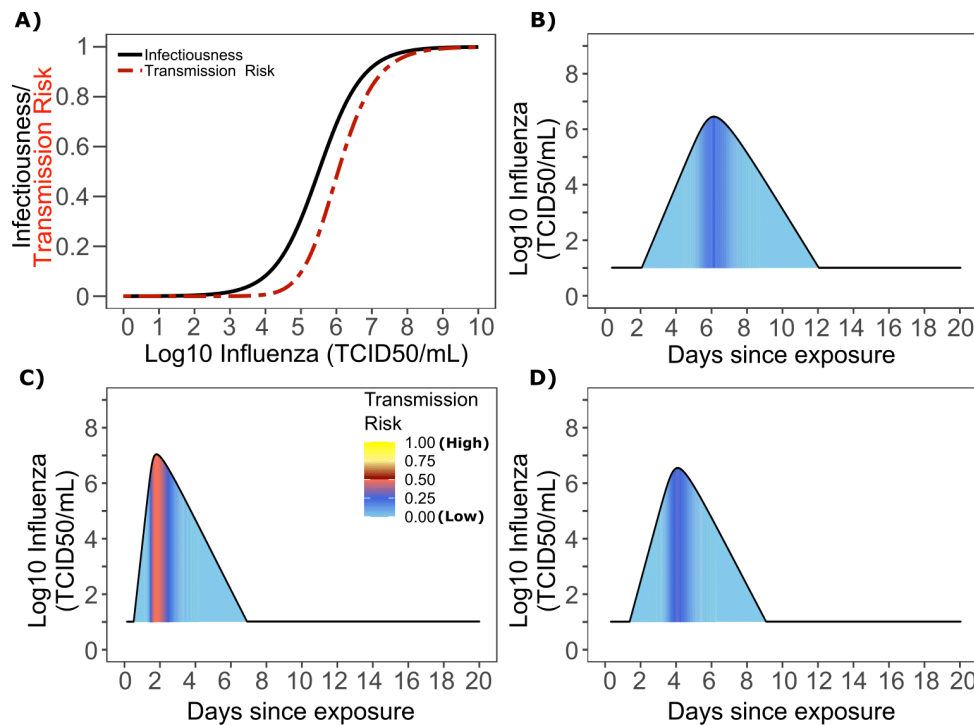 A)
Infectiousness/
Transmission Risk
1
0.8
0.6
0.4
0.2
0
Infectiousness
Transmission Risk
0 1 2 3 4 5 6 7 8 9 10
Log10 Influenza (TCID50/mL)
B)
Log10 Influenza
(TCID50/mL)
8
6
4
2
0
0 2 4 6 8 10 12 14 16 18 20
Days since exposure
C)
Log10 Influenza
(TCID50/mL)
8
6
4
2
0
Transmission
Risk
1.00 (High)
0.75
0.50
0.25
0.00 (Low)
0 2 4 6 8 10 12 14 16 18 20
Days since exposure
D)
Log10 Influenza
(TCID50/mL)
8
6
4
2
0
0 2 4 6 8 10 12 14 16 18 20
Days since exposure